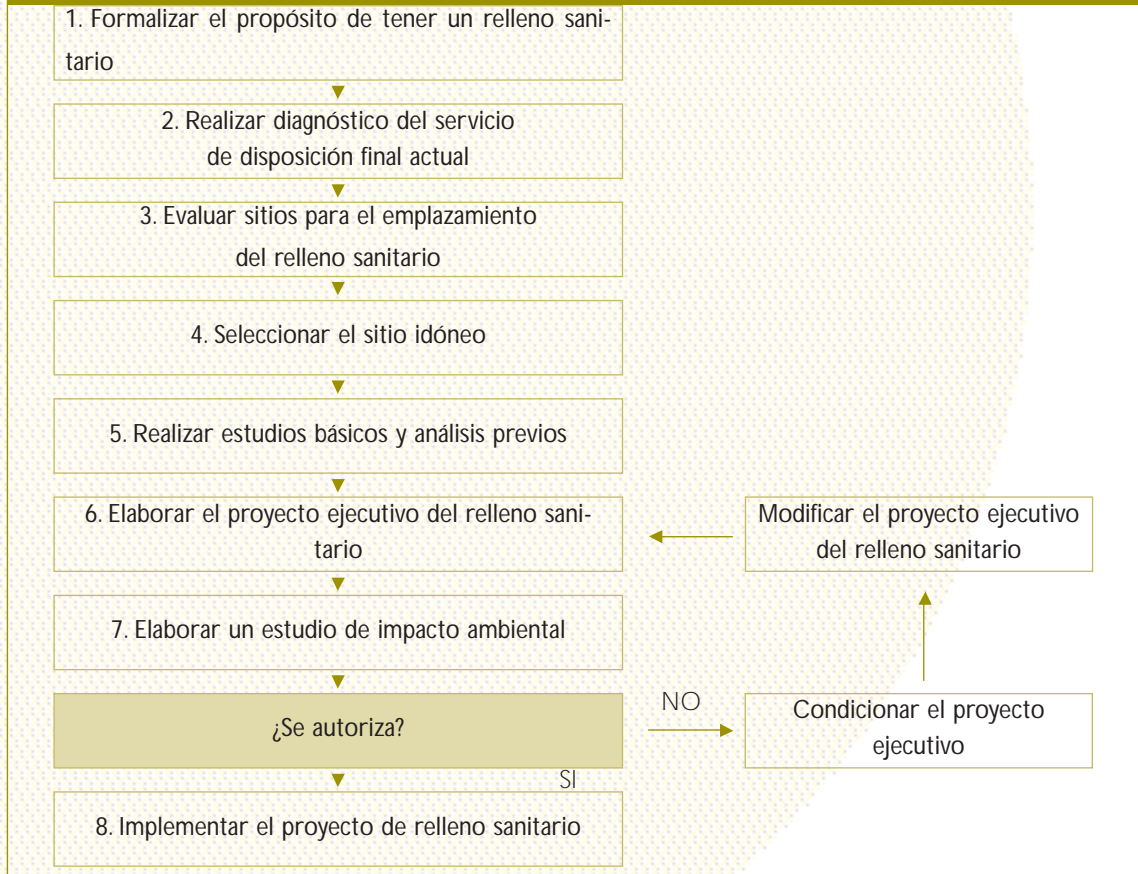 1. Formalizar el propósito de tener un relleno sani-
tario
2. Realizar diagnóstico del servicio
de disposición final actual
3. Evaluar sitios para el emplazamiento
del relleno sanitario
4. Seleccionar el sitio idóneo
5. Realizar estudios básicos y análisis previos
6. Elaborar el proyecto ejecutivo del relleno sani-
tario
Modificar el proyecto ejecutivo
del relleno sanitario
7. Elaborar un estudio de impacto ambiental
¿Se autoriza?
NO
Condicionar el proyecto
ejecutivo
SI
8. Implementar el proyecto de relleno sanitario